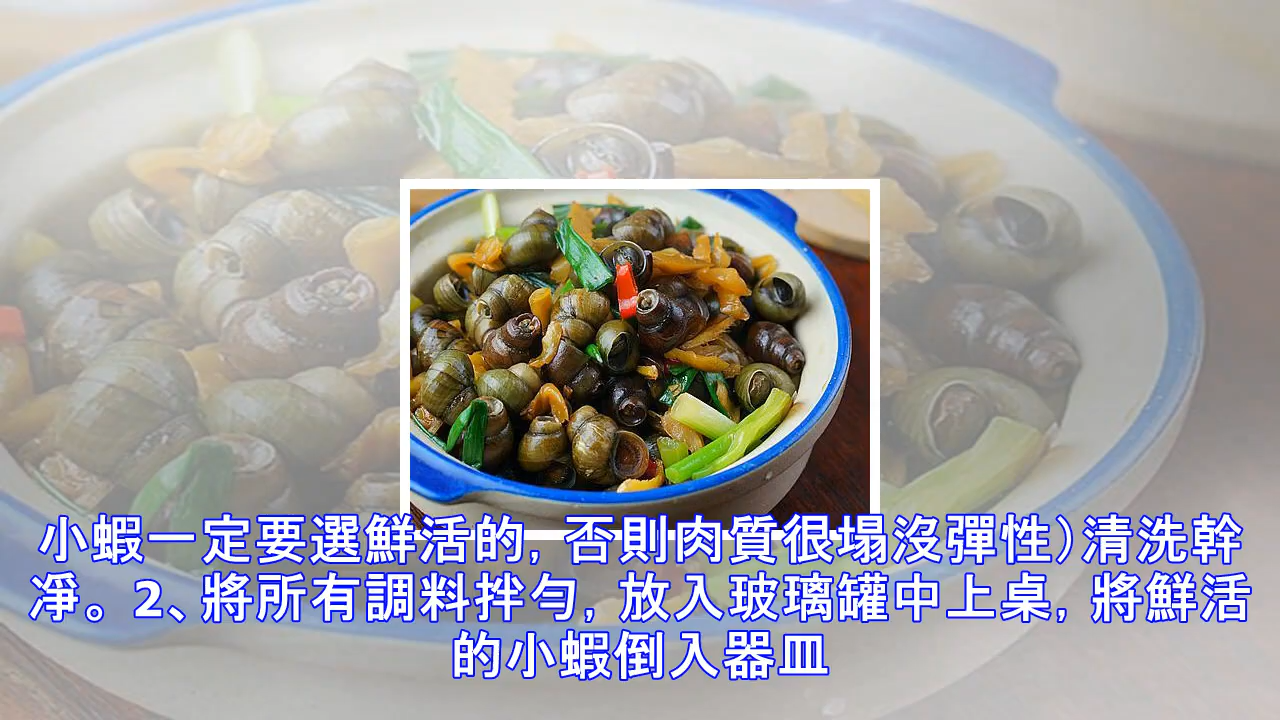 小蝦一定要選鮮活的, 否則肉質很塌沒彈性)清洗幹
凈。2、將所有調料拌勻, 放入玻璃罐中上桌, 將鮮活
的小蝦倒入器皿